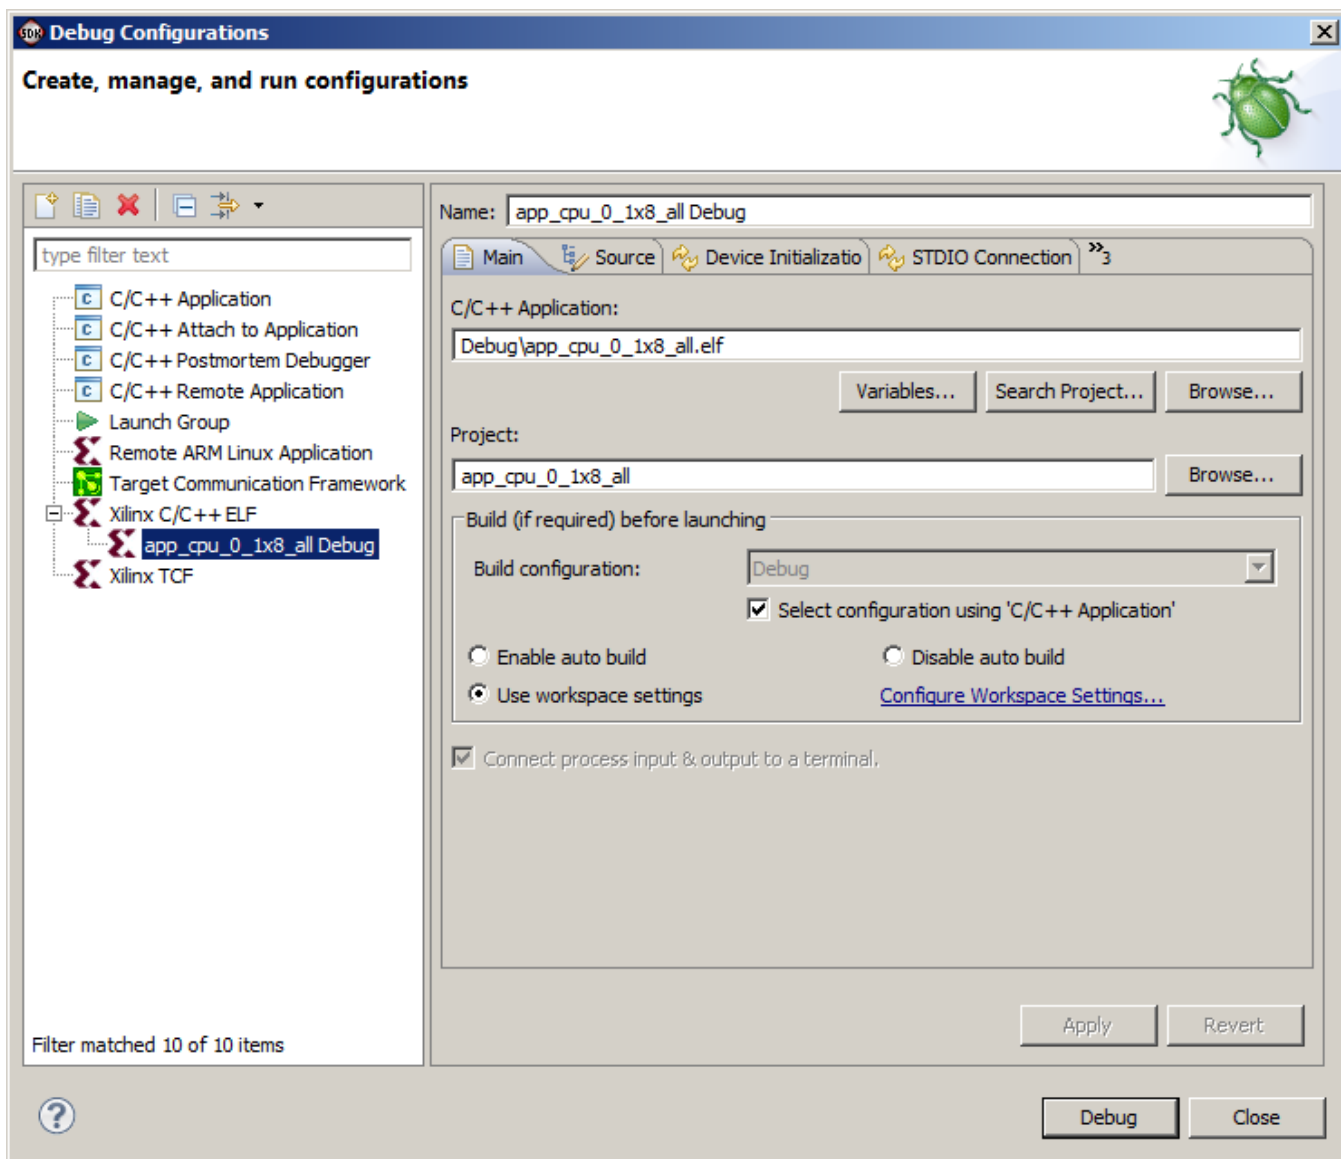 SDK Debug Configurations
Create, manage, and run configurations
type filter text
C/C++ Application
C/C++ Attach to Application
C/C++ Postmortem Debugger
C/C++ Remote Application
Launch Group
Remote ARM Linux Application
Target Communication Framework
Xilinx C/C++ ELF
app_cpu_0_1x8_all Debug
Xilinx TCF
Filter matched 10 of 10 items
Name: app_cpu_0_1x8_all Debug
Main Source Device Initializatio STDIO Connection »3
C/C++ Application:
Debug\app_cpu_0_1x8_all.elf
Variables... Search Project... Browse...
Project:
app_cpu_0_1x8_all Browse...
Build (if required) before launching
Build configuration: Debug
Select configuration using 'C/C++ Application'
Enable auto build Disable auto build
Use workspace settings Configure Workspace Settings...
Connect process input & output to a terminal.
Apply Revert
? Debug Close